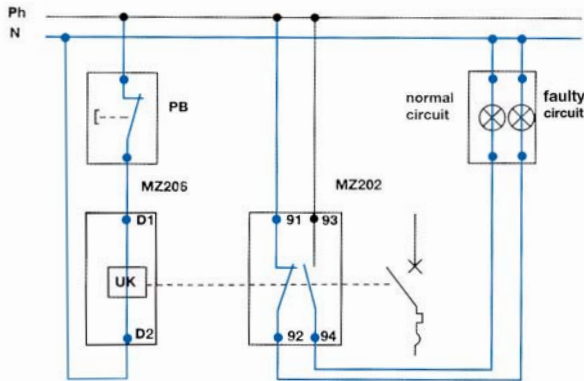 Ph
N
PB
normal
circuit
faulty
circuit
MZ206
MZ202
D1
91
93
UK
D2
92
94